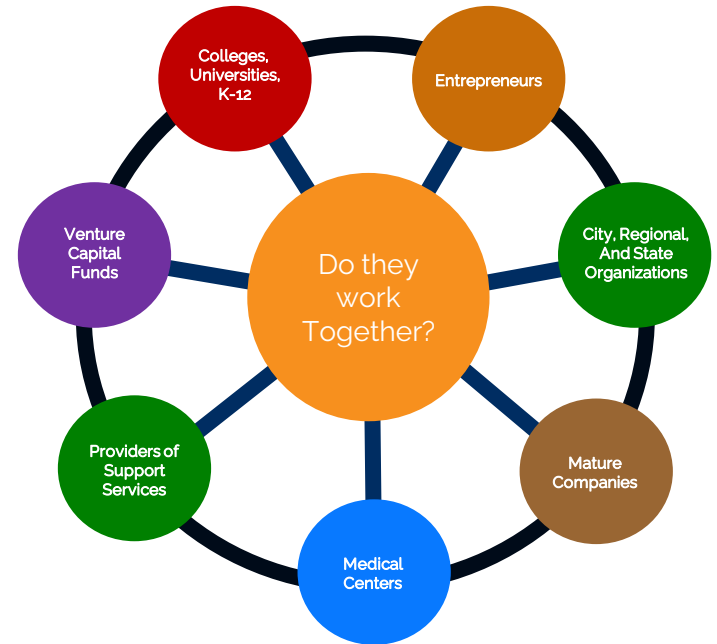 Colleges,
Universities,
K-12
Entrepreneurs
Venture
Capital
Funds
City, Regional,
And State
Organizations
Do they
work
Together?
Providers of
Support
Services
Mature
Companies
Medical
Centers